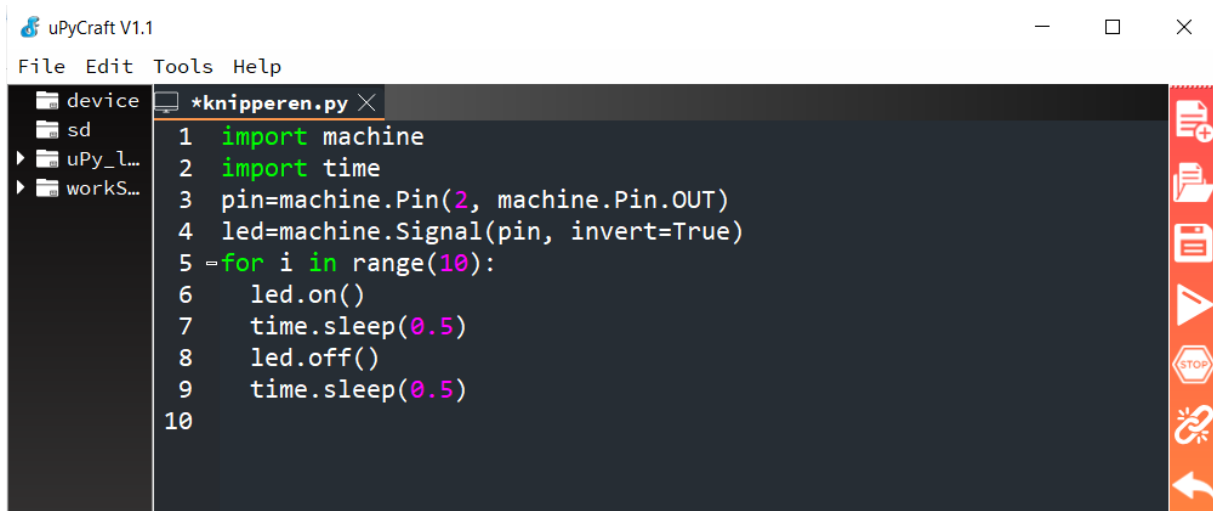 uPyCraft V1.1
File Edit Tools Help
device
sd
uPy_l...
workS...
*knipperen.py
1 import machine
2 import time
3 pin=machine.Pin(2, machine.Pin.OUT)
4 led=machine.Signal(pin, invert=True)
5 for i in range(10):
6   led.on()
7   time.sleep(0.5)
8   led.off()
9   time.sleep(0.5)
10
STOP